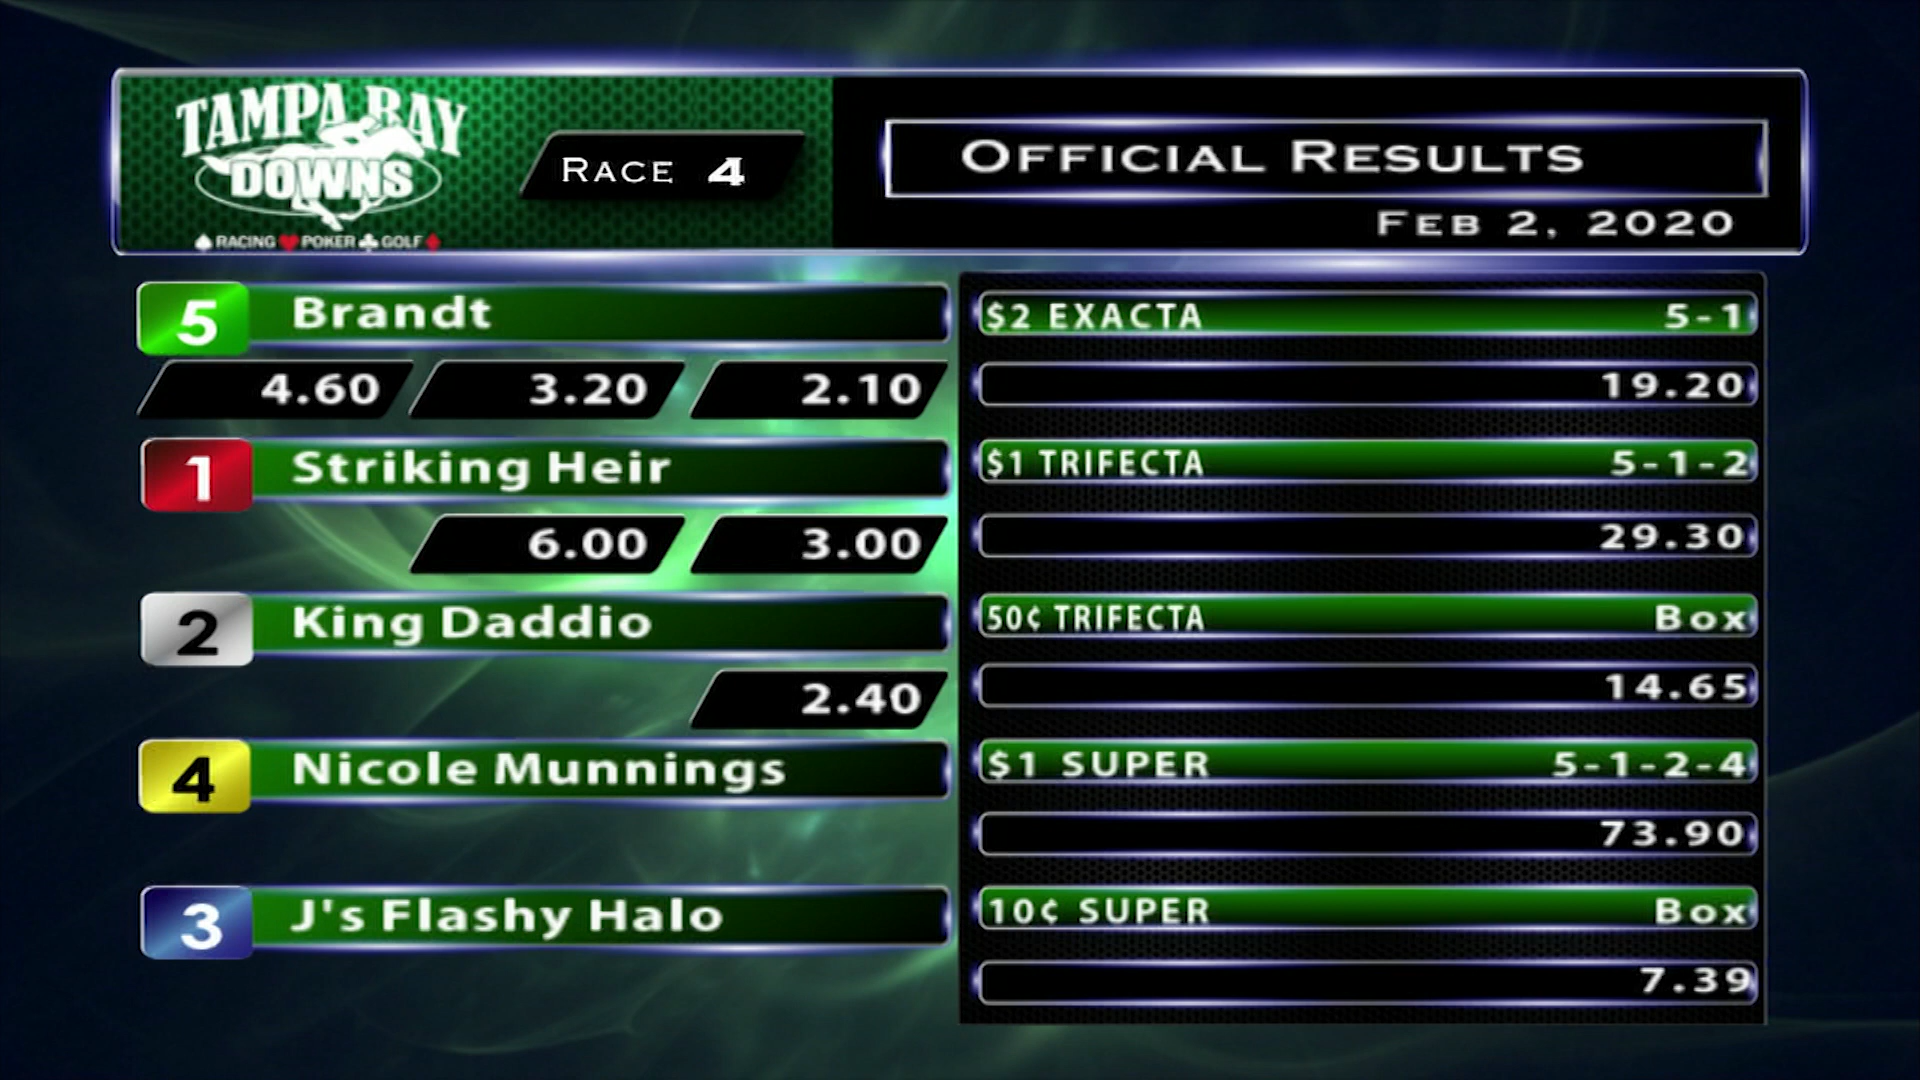 TAMPA BAY
DOWNS
RACING POKER GOLF
RACE 4
OFFICIAL RESULTS
FEB 2, 2020
5 Brandt
4.60 3.20 2.10
1 Striking Heir
6.00 3.00
2 King Daddio
2.40
4 Nicole Munnings
3 J's Flashy Halo
$2 EXACTA 5-1
19.20
$1 TRIFECTA 5-1-2
29.30
50¢ TRIFECTA Box
14.65
$1 SUPER 5-1-2-4
73.90
10¢ SUPER Box
7.39